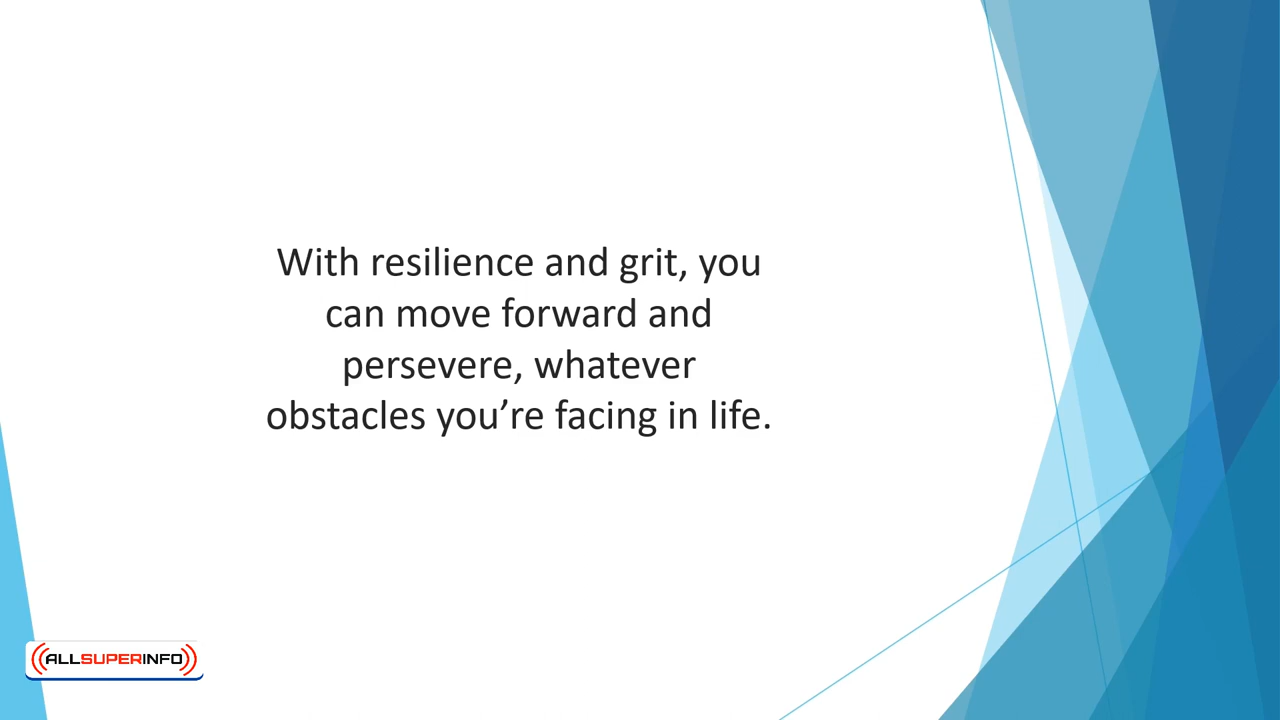 With resilience and grit, you
can move forward and
persevere, whatever
obstacles you’re facing in life.
ALLSUPERINFO